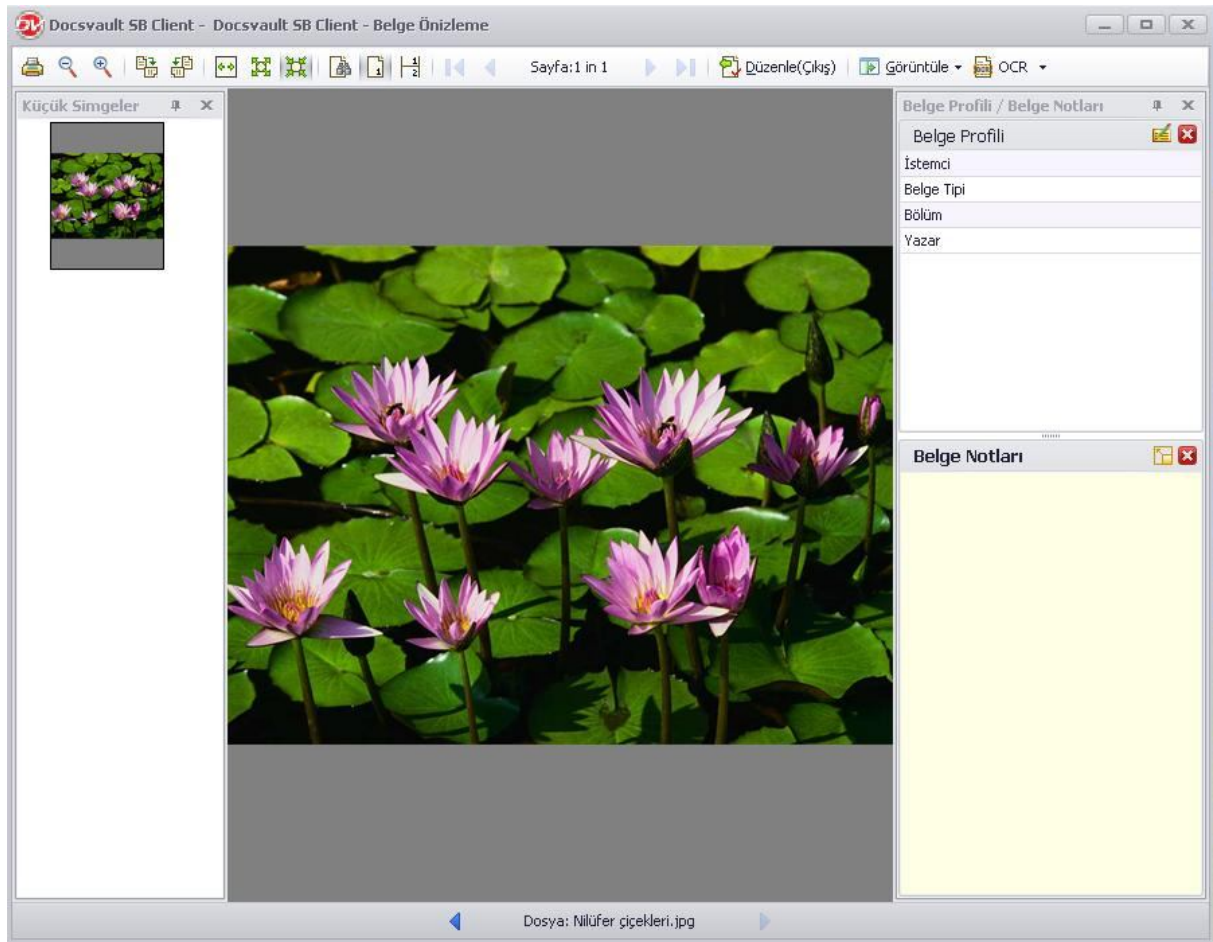 Docsvault SB Client - Docsvault SB Client - Belge Önizleme
Sayfa:1 in 1 Düzenle(Çıkış) Görüntüle OCR
Küçük Simgeler
Belge Profili / Belge Notları
Belge Profili
İstemci
Belge Tipi
Bölüm
Yazar
Belge Notları
Dosya: Nilüfer çiçekleri.jpg